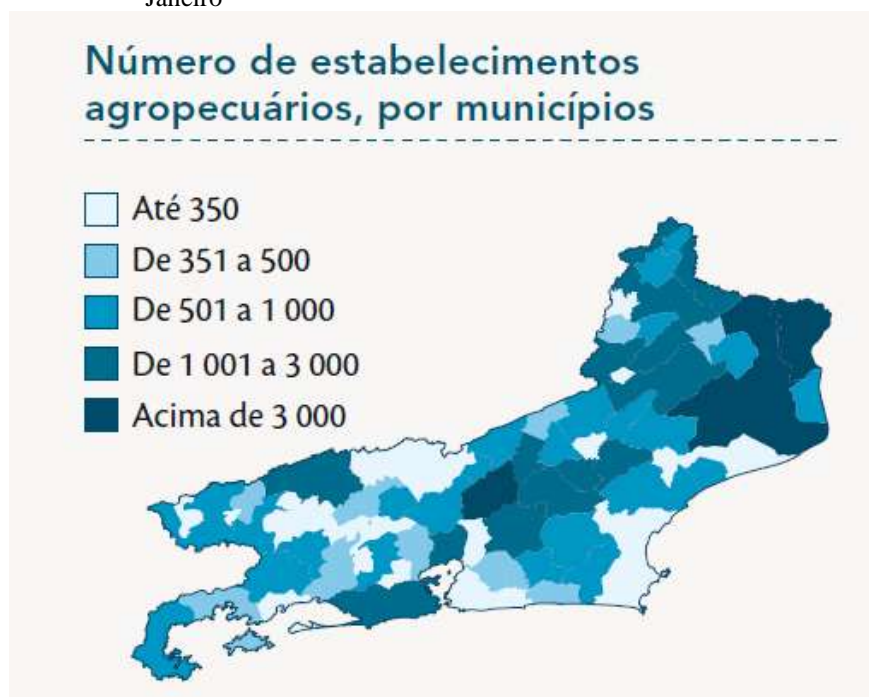 Janeiro
Número de estabelecimentos
agropecuários, por municípios
Até 350
De 351 a 500
De 501 a 1 000
De 1 001 a 3 000
Acima de 3 000